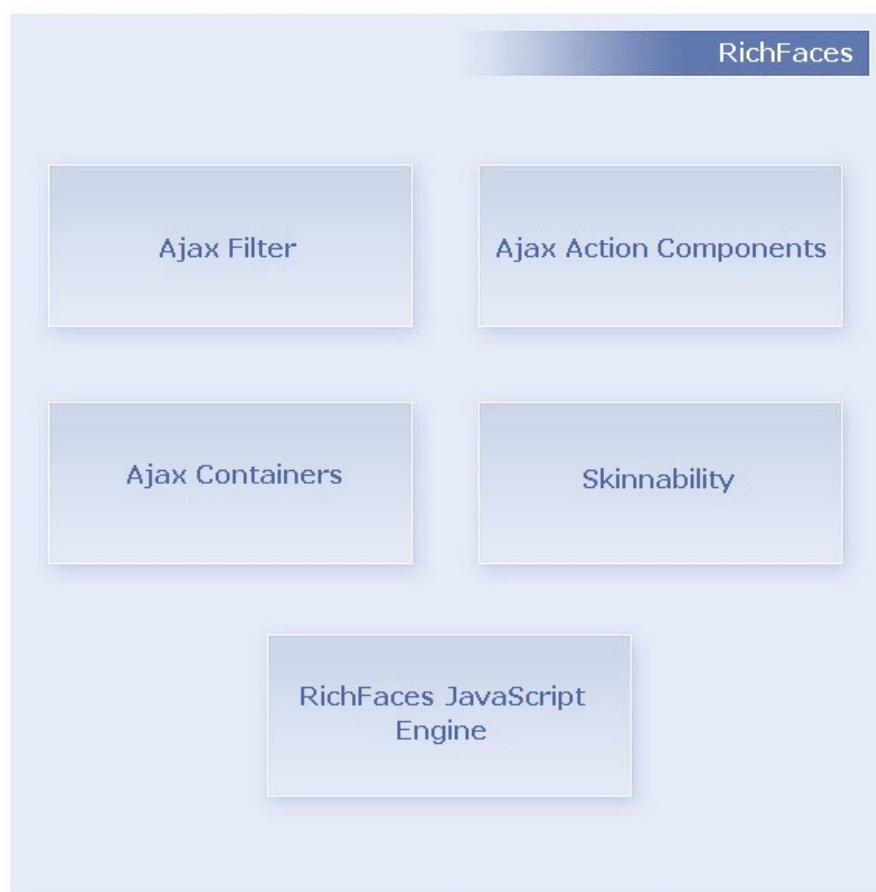 RichFaces
Ajax Filter
Ajax Action Components
Ajax Containers
Skinnability
RichFaces JavaScript
Engine